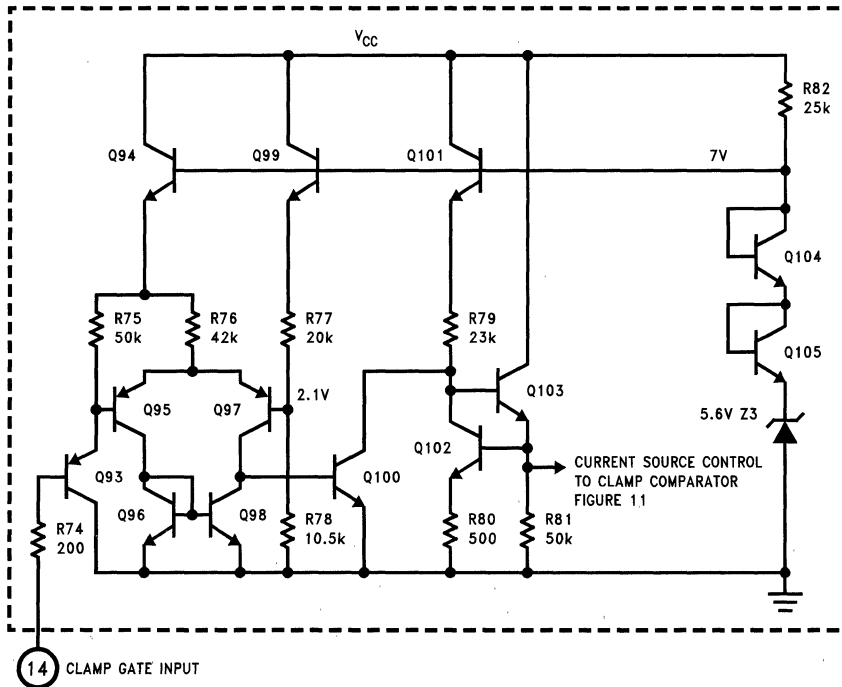 VCC
R82
25k
Q94
Q99
Q101
7V
Q104
R75
50k
R76
42k
R77
20k
R79
23k
Q105
Q95
Q97
2.1V
Q103
5.6V Z3
Q102
Q93
Q100
CURRENT SOURCE CONTROL
TO CLAMP COMPARATOR
FIGURE 11
Q96
Q98
R74
200
R78
10.5k
R80
500
R81
50k
14 CLAMP GATE INPUT